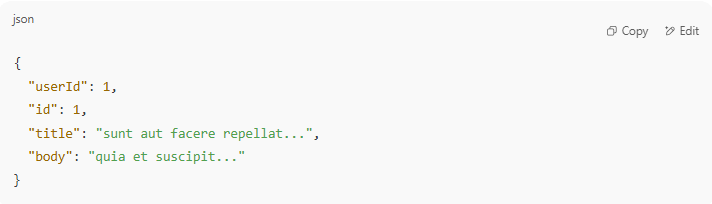 json
Copy Edit
{
"userId": 1,
"id": 1,
"title": "sunt aut facere repellat...",
"body": "quia et suscipit..."
}